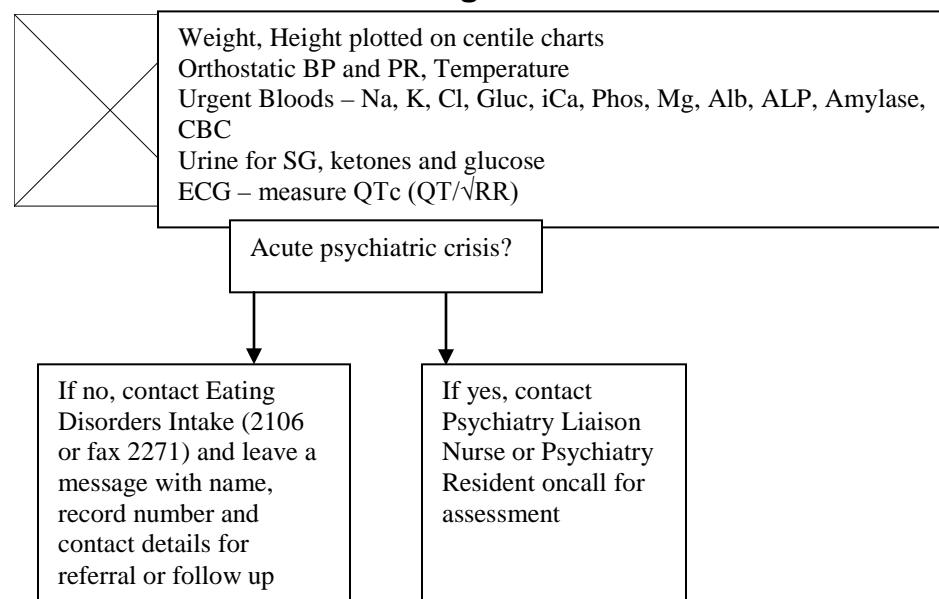 Weight, Height plotted on centile charts
Orthostatic BP and PR, Temperature
Urgent Bloods – Na, K, Cl, Gluc, iCa, Phos, Mg, Alb, ALP, Amylase,
CBC
Urine for SG, ketones and glucose
ECG – measure QTc (QT/√RR)
Acute psychiatric crisis?
If no, contact Eating
Disorders Intake (2106
or fax 2271) and leave a
message with name,
record number and
contact details for
referral or follow up
If yes, contact
Psychiatry Liaison
Nurse or Psychiatry
Resident oncall for
assessment